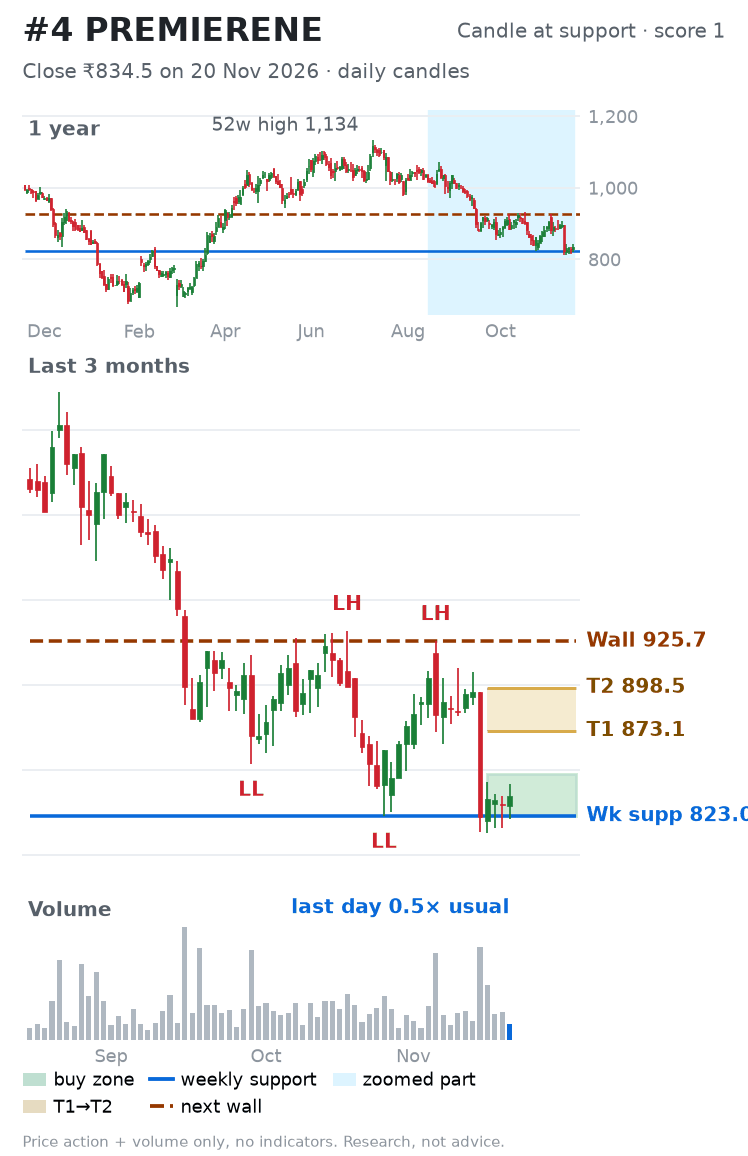 #4 PREMIERENE
Candle at support · score 1
Close ₹834.5 on 20 Nov 2026 · daily candles
1 year
52w high 1,134
1,200
1,000
800
Dec Feb Apr Jun Aug Oct
Last 3 months
LH
LH
Wall 925.7
T2 898.5
T1 873.1
LL
Wk supp 823.0
LL
Volume
last day 0.5× usual
Sep Oct Nov
buy zone weekly support zoomed part
T1→T2 next wall
Price action + volume only, no indicators. Research, not advice.